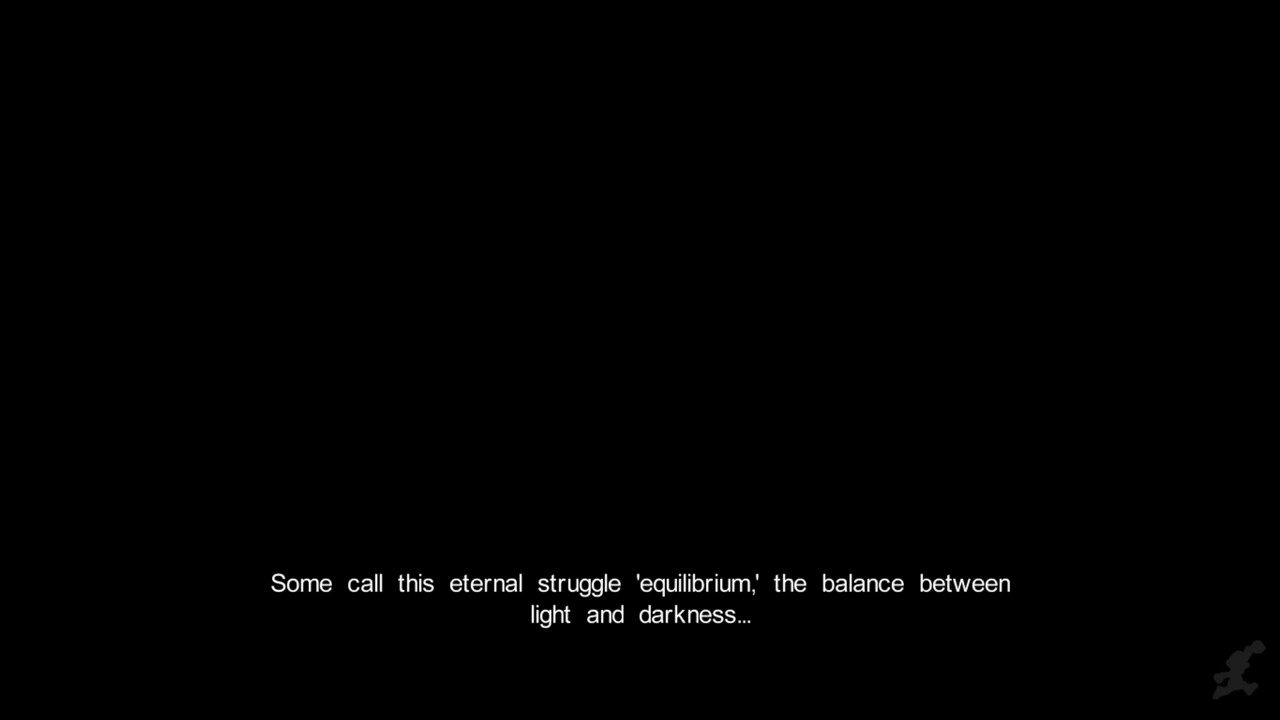 Some call this eternal struggle 'equilibrium,' the balance between
light and darkness...